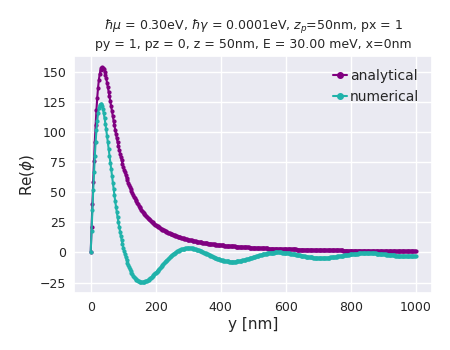 ℏμ = 0.30eV, ℏγ = 0.0001eV, z_p=50nm, px = 1
py = 1, pz = 0, z = 50nm, E = 30.00 meV, x=0nm
analytical
numerical
Re(ϕ)
150
125
100
75
50
25
0
−25
0 200 400 600 800 1000
y [nm]